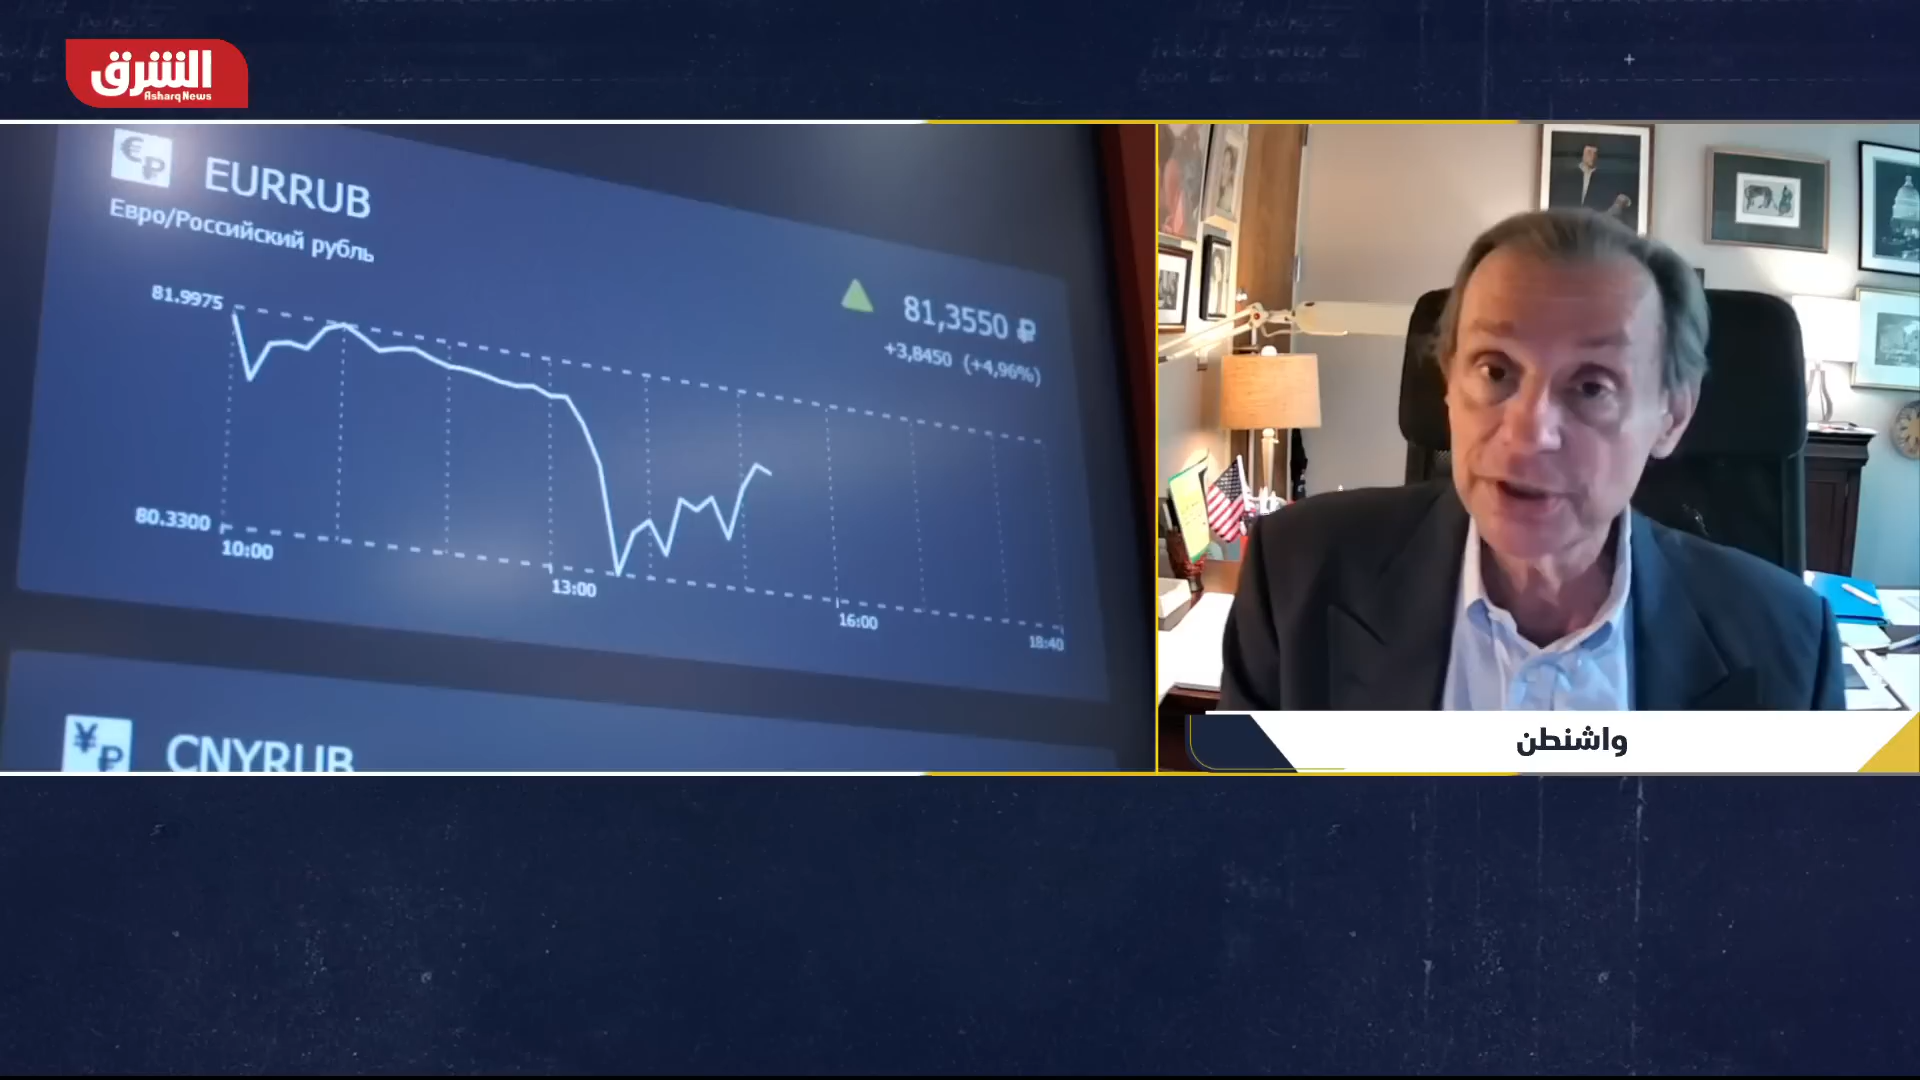 الشرق
Asharq News
EURRUB
Евро/Российский рубль
81.9975
81,3550 ₽
+3,8450 (+4,96%)
80.3300
10:00
13:00
16:00
18:40
CNYRUB
واشنطن